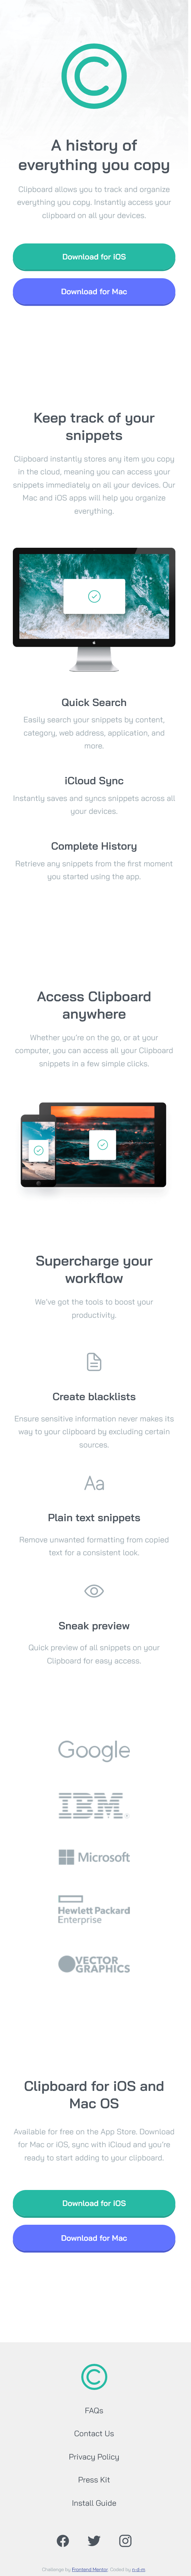 A history of
everything you copy
Clipboard allows you to track and organize
everything you copy. Instantly access your
clipboard on all your devices.
Download for iOS
Download for Mac
Keep track of your
snippets
Clipboard instantly stores any item you copy
in the cloud, meaning you can access your
snippets immediately on all your devices. Our
Mac and iOS apps will help you organize
everything.
Quick Search
Easily search your snippets by content,
category, web address, application, and
more.
iCloud Sync
Instantly saves and syncs snippets across all
your devices.
Complete History
Retrieve any snippets from the first moment
you started using the app.
Access Clipboard
anywhere
Whether you're on the go, or at your
computer, you can access all your Clipboard
snippets in a few simple clicks.
Supercharge your
workflow
We've got the tools to boost your
productivity.
Create blacklists
Ensure sensitive information never makes its
way to your clipboard by excluding certain
sources.
Aa
Plain text snippets
Remove unwanted formatting from copied
text for a consistent look.
Sneak preview
Quick preview of all snippets on your
Clipboard for easy access.
Google
IBM
Microsoft
Hewlett Packard
Enterprise
VECTOR
GRAPHICS
Clipboard for iOS and
Mac OS
Available for free on the App Store. Download
for Mac or iOS, sync with iCloud and you're
ready to start adding to your clipboard.
Download for iOS
Download for Mac
FAQs
Contact Us
Privacy Policy
Press Kit
Install Guide
Challenge by Frontend Mentor. Coded by n-d-m